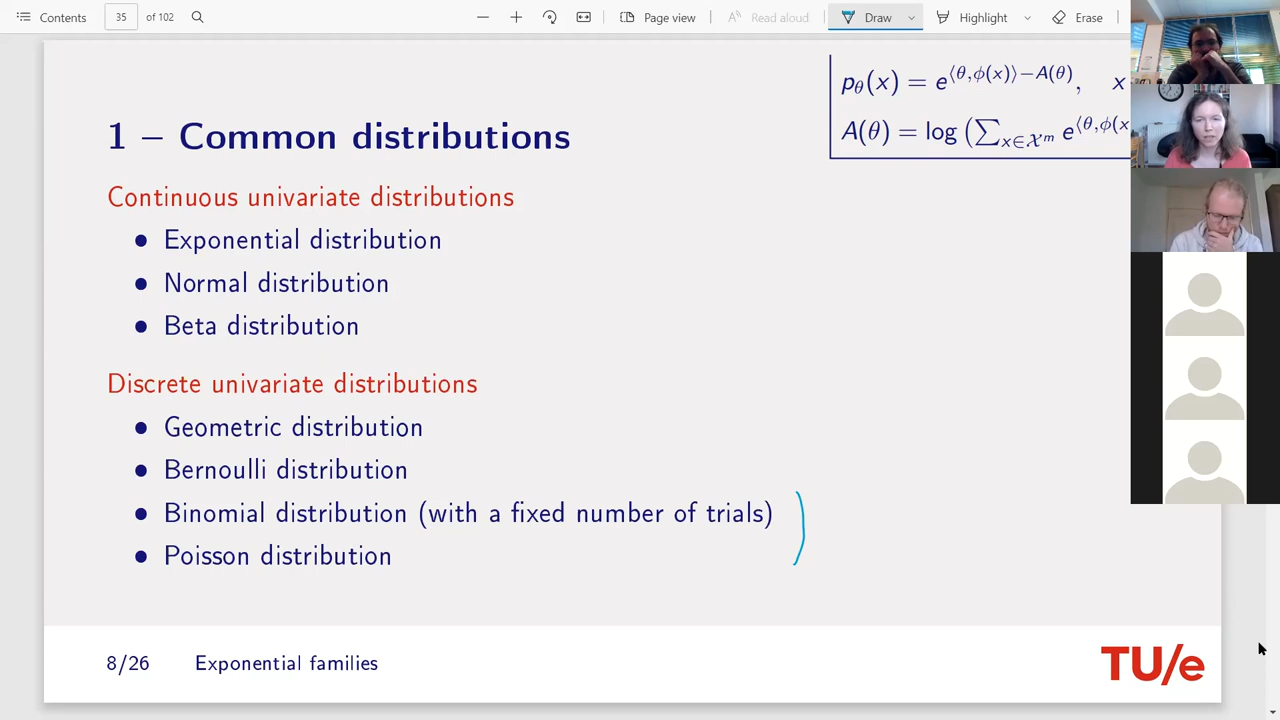 Contents 35 of 102 Page view Read aloud Draw Highlight Erase
p_θ(x) = e^{⟨θ,ϕ(x)⟩−A(θ)}, x
A(θ) = log (∑_{x∈𝒳^m} e^{⟨θ,ϕ(x
1 – Common distributions
Continuous univariate distributions
• Exponential distribution
• Normal distribution
• Beta distribution
Discrete univariate distributions
• Geometric distribution
• Bernoulli distribution
• Binomial distribution (with a fixed number of trials)
• Poisson distribution
8/26 Exponential families
TU/e